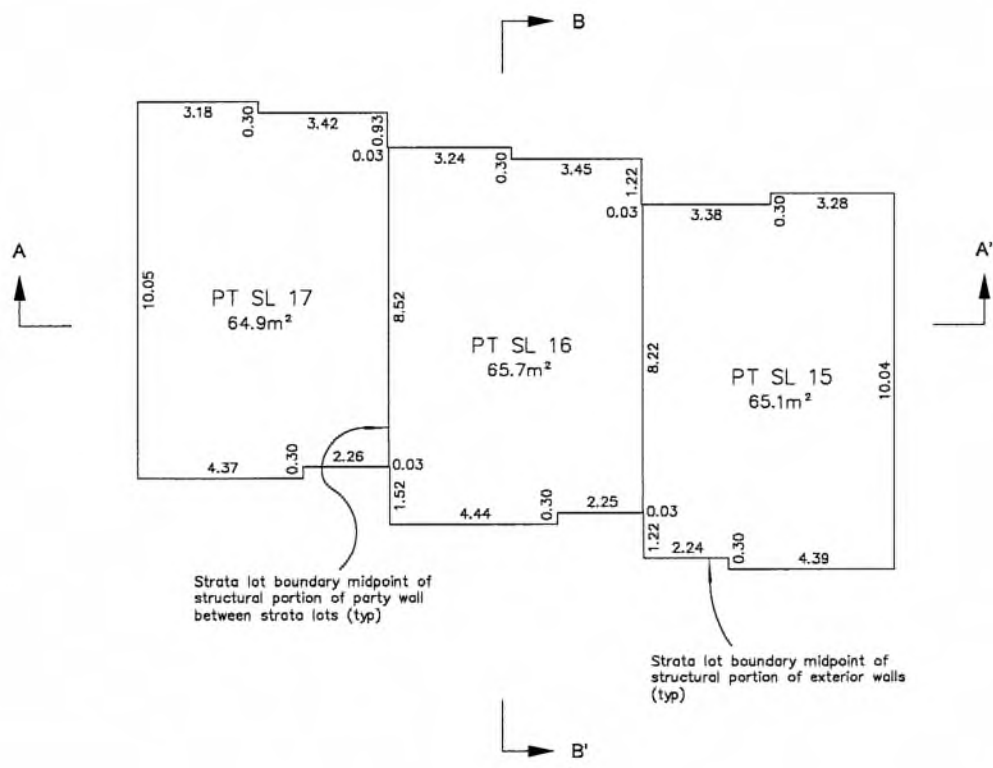 B
3.18
0.30
3.42
0.93
0.03
3.24
0.30
3.45
1.22
0.03
3.38
0.30
3.28
A
A'
10.05
PT SL 17
64.9m²
8.52
PT SL 16
65.7m²
8.22
PT SL 15
65.1m²
10.04
4.37
0.30
2.26
0.03
1.52
4.44
0.30
2.25
0.03
1.22
2.24
0.30
4.39
Strata lot boundary midpoint of
structural portion of party wall
between strata lots (typ)
Strata lot boundary midpoint of
structural portion of exterior walls
(typ)
B'